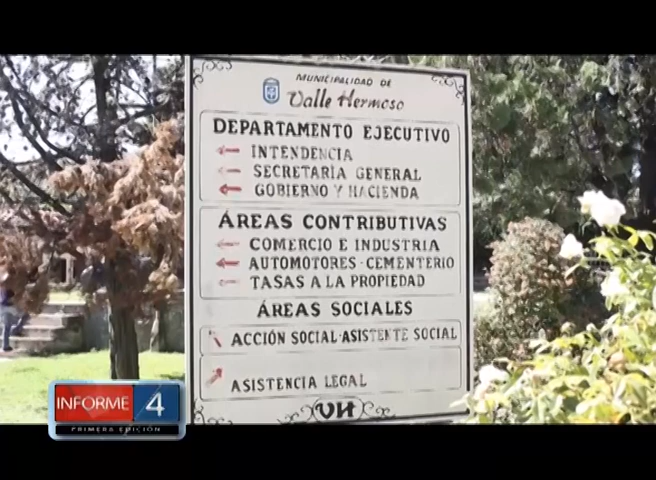 MUNICIPALIDAD DE
Valle Hermoso
DEPARTAMENTO EJECUTIVO
INTENDENCIA
SECRETARÍA GENERAL
GOBIERNO Y HACIENDA
ÁREAS CONTRIBUTIVAS
COMERCIO E INDUSTRIA
AUTOMOTORES - CEMENTERIO
TASAS A LA PROPIEDAD
ÁREAS SOCIALES
ACCIÓN SOCIAL-ASISTENTE SOCIAL
ASISTENCIA LEGAL
VH
INFORME 4
PRIMERA EDICIÓN